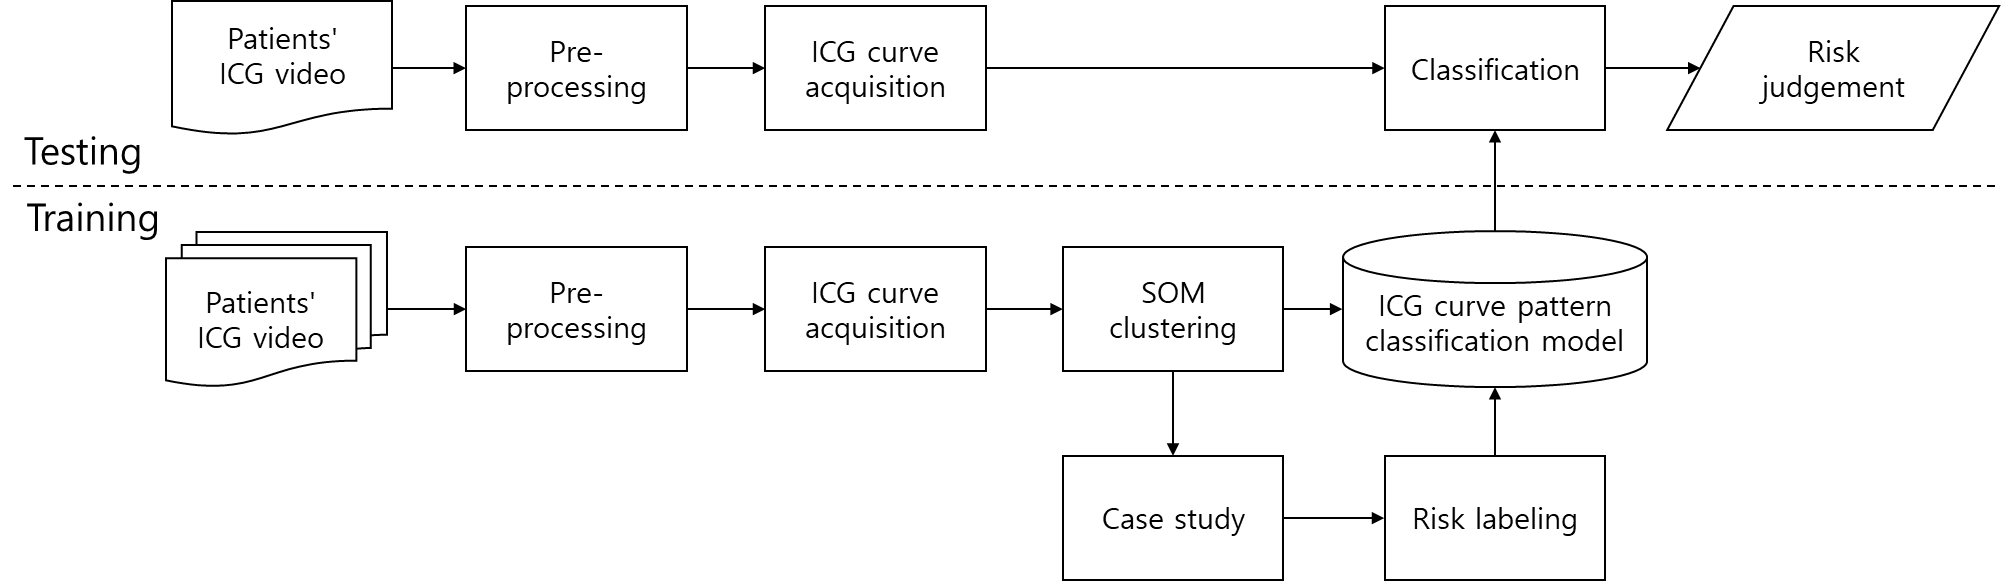 Patients'
ICG video
Pre-
processing
ICG curve
acquisition
Classification
Risk
judgement
Testing
Training
Patients'
ICG video
Pre-
processing
ICG curve
acquisition
SOM
clustering
ICG curve pattern
classification model
Case study
Risk labeling